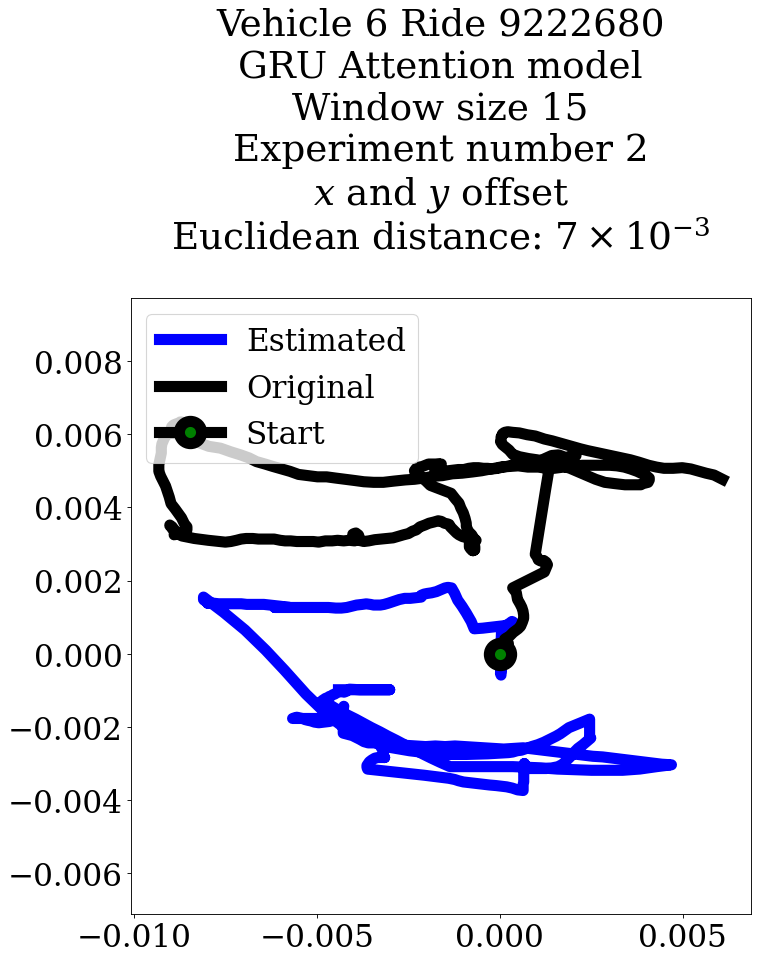 Vehicle 6 Ride 9222680
GRU Attention model
Window size 15
Experiment number 2
x and y offset
Euclidean distance: 7 × 10⁻³
Estimated
Original
Start
0.008
0.006
0.004
0.002
0.000
−0.002
−0.004
−0.006
−0.010
−0.005
0.000
0.005